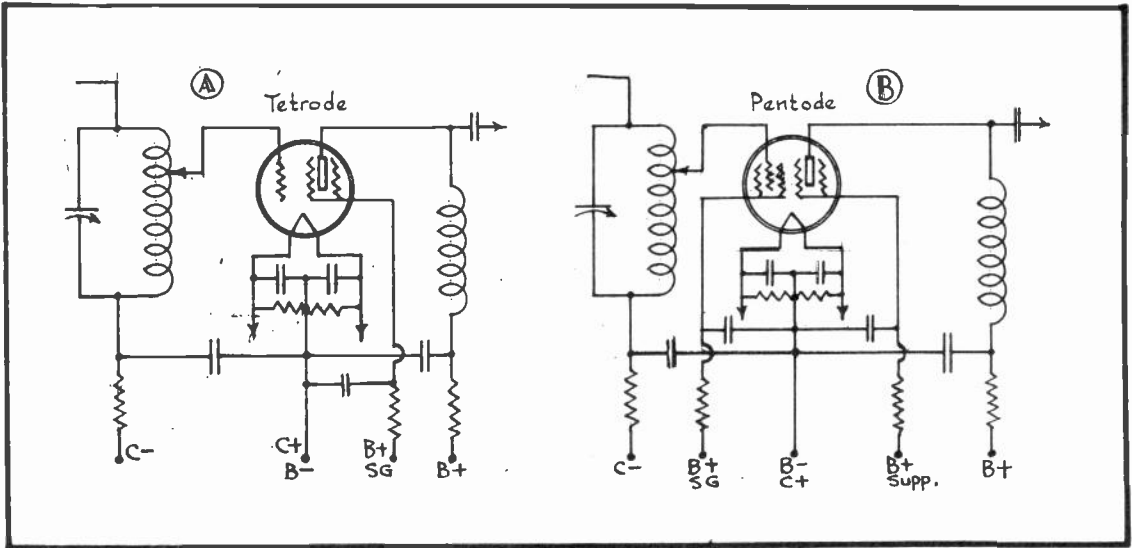 A
Tetrode
C-
C+
B-
B+
SG
B+
B
Pentode
C-
B+
SG
B-
C+
B+
Supp.
B+